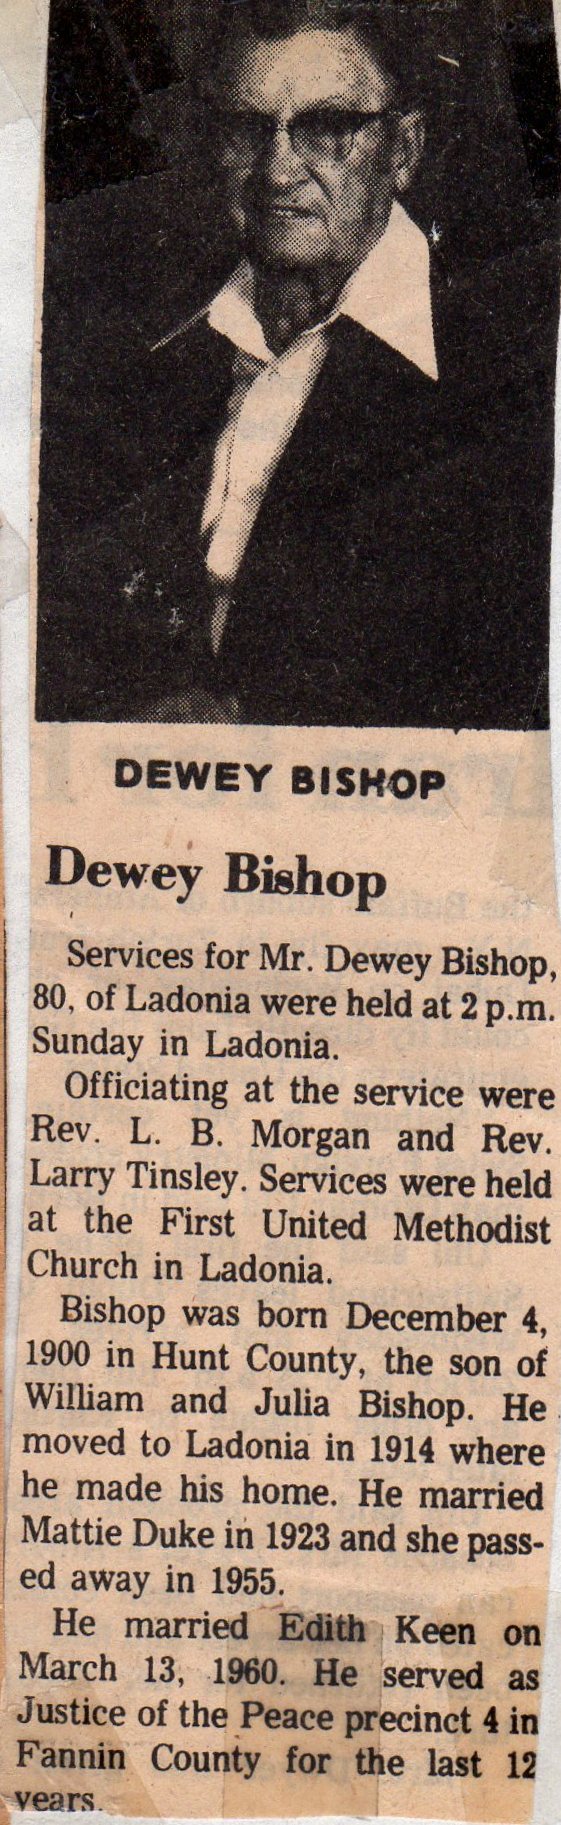 DEWEY BISHOP
Dewey Bishop
Services for Mr. Dewey Bishop,
80, of Ladonia were held at 2 p.m.
Sunday in Ladonia.
Officiating at the service were
Rev. L. B. Morgan and Rev.
Larry Tinsley. Services were held
at the First United Methodist
Church in Ladonia.
Bishop was born December 4,
1900 in Hunt County, the son of
William and Julia Bishop. He
moved to Ladonia in 1914 where
he made his home. He married
Mattie Duke in 1923 and she pass-
ed away in 1955.
He married Edith Keen on
March 13, 1960. He served as
Justice of the Peace precinct 4 in
Fannin County for the last 12
years.